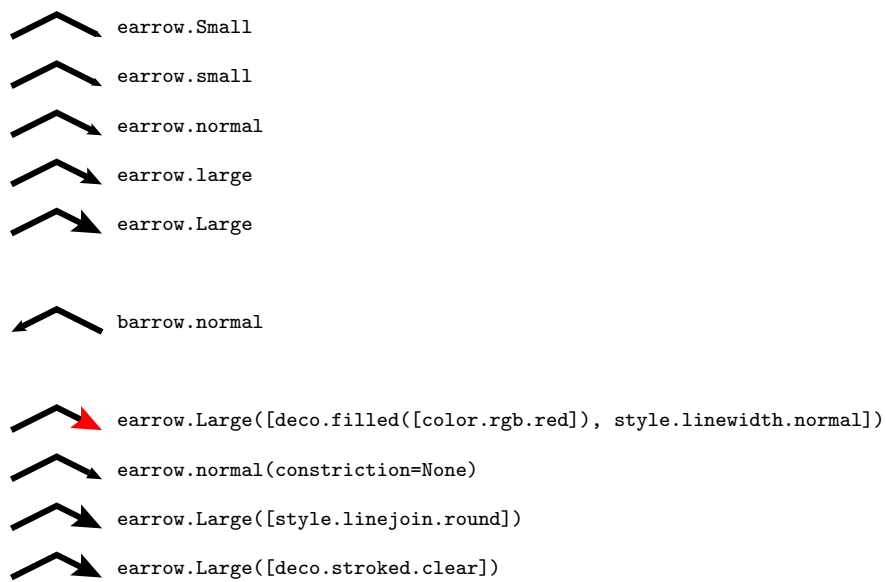 earrow.Small
earrow.small
earrow.normal
earrow.large
earrow.Large
barrow.normal
earrow.Large([deco.filled([color.rgb.red]), style.linewidth.normal])
earrow.normal(constriction=None)
earrow.Large([style.linejoin.round])
earrow.Large([deco.stroked.clear])